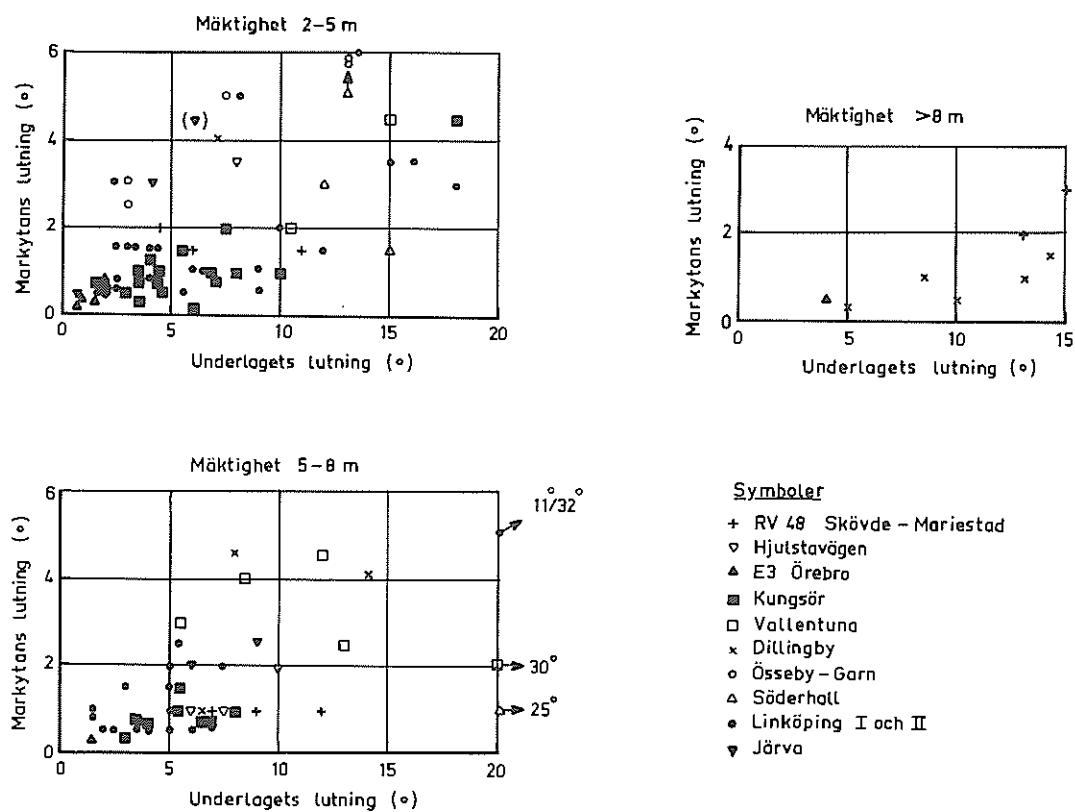 Mäktighet 2-5 m
Markytans lutning (°)
6
4
2
0
(▼)
0
5
10
15
20
Underlagets lutning (°)
Mäktighet >8 m
Markytans lutning (°)
4
2
0
0
5
10
15
Underlagets lutning (°)
Mäktighet 5-8 m
Markytans lutning (°)
6
4
2
0
11°/32°
30°
25°
0
5
10
15
20
Underlagets lutning (°)
Symboler
+ RV 48 Skövde - Mariestad
▽ Hjulstavägen
▲ E3 Örebro
■ Kungsör
□ Vallentuna
× Dillingby
○ Össeby-Garn
△ Söderhall
● Linköping I och II
▼ Järva